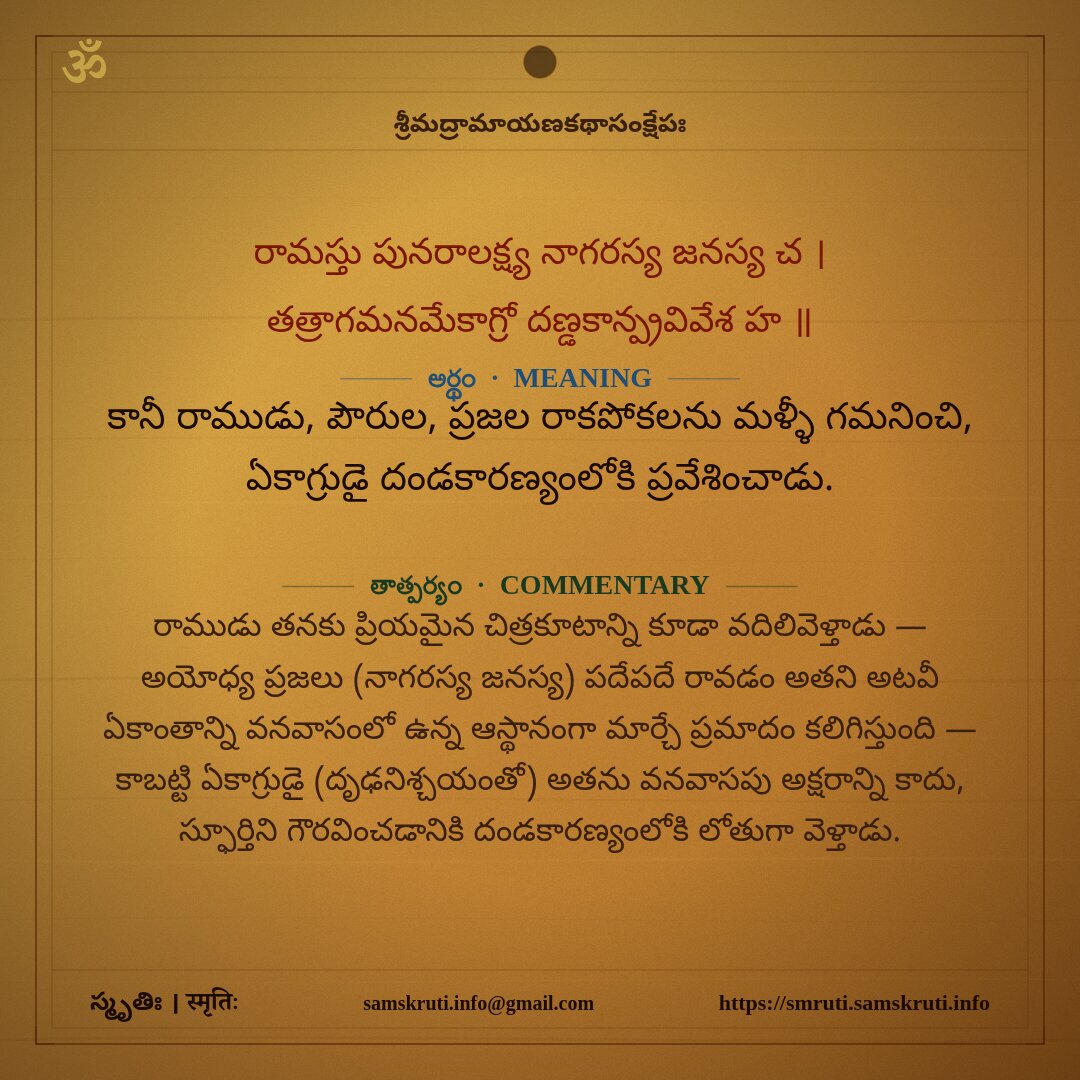 ॐ
శ్రీమద్రామాయణకథాసంక్షేపః
రామస్తు పునరాలక్ష్య నాగరస్య జనస్య చ ।
తత్రాగమనమేకాగ్రో దణ్డకాన్ప్రవివేశ హ ॥
అర్థం · MEANING
కానీ రాముడు, పౌరుల, ప్రజల రాకపోకలను మళ్ళీ గమనించి,
ఏకాగ్రుడై దండకారణ్యంలోకి ప్రవేశించాడు.
తాత్పర్యం · COMMENTARY
రాముడు తనకు ప్రియమైన చిత్రకూటాన్ని కూడా వదిలివెళ్తాడు —
అయోధ్య ప్రజలు (నాగరస్య జనస్య) పదేపదే రావడం అతని అటవీ
ఏకాంతాన్ని వనవాసంలో ఉన్న ఆస్థానంగా మార్చే ప్రమాదం కలిగిస్తుంది —
కాబట్టి ఏకాగ్రుడై (దృఢనిశ్చయంతో) అతను వనవాసపు అక్షరాన్ని కాదు,
స్ఫూర్తిని గౌరవించడానికి దండకారణ్యంలోకి లోతుగా వెళ్తాడు.
స్మృతిః | स्मृतिः samskruti.info@gmail.com https://smruti.samskruti.info